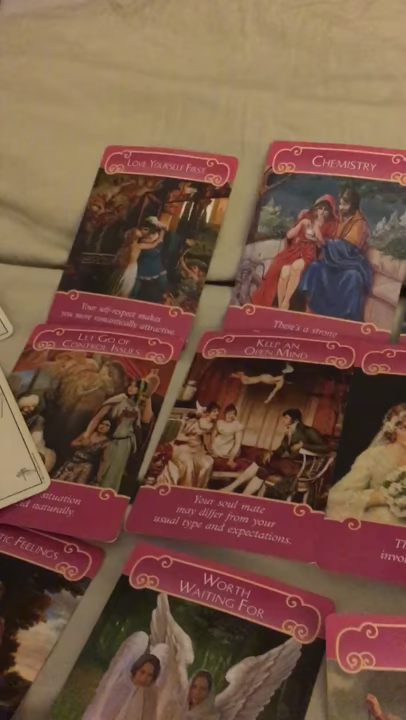 LOVE YOURSELF FIRST
Your self-respect makes
you more romantically attractive.
CHEMISTRY
There's a strong
LET GO OF
CONTROL ISSUES
situation
naturally.
KEEP AN
OPEN MIND
Your soul mate
may differ from your
usual type and expectations.
FEELINGS
WORTH
WAITING FOR